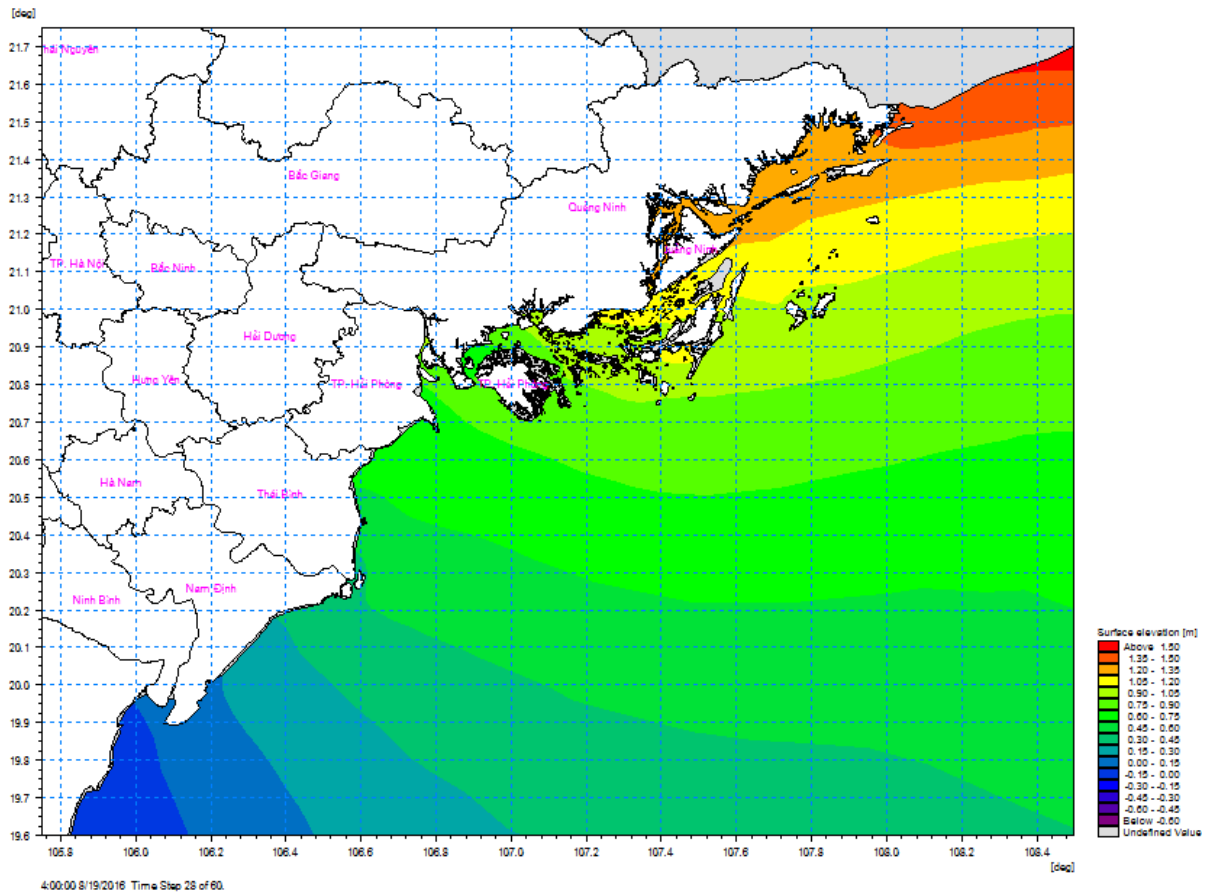 [deg]
21.7
hái Nguyên
21.6
21.5
21.4
Bắc Giang
21.3
Quảng Ninh
21.2
Quảng Ninh
TP. Hà Nội
Bắc Ninh
21.1
21.0
Hải Dương
20.9
Hưng Yên
TP. Hải Phòng
TP. Hải Phòng
20.8
20.7
20.6
Hà Nam
Thái Bình
20.5
20.4
20.3
Nam Định
Ninh Bình
20.2
20.1
20.0
19.9
19.8
19.7
19.6
105.8 106.0 106.2 106.4 106.6 106.8 107.0 107.2 107.4 107.6 107.8 108.0 108.2 108.4
[deg]
Surface elevation [m]
Above 1.50
1.35 - 1.50
1.20 - 1.35
1.05 - 1.20
0.90 - 1.05
0.75 - 0.90
0.60 - 0.75
0.45 - 0.60
0.30 - 0.45
0.15 - 0.30
0.00 - 0.15
-0.15 - 0.00
-0.30 - -0.15
-0.45 - -0.30
-0.60 - -0.45
Below -0.60
Undefined Value
4:00:00 8/19/2016 Time Step 28 of 60.